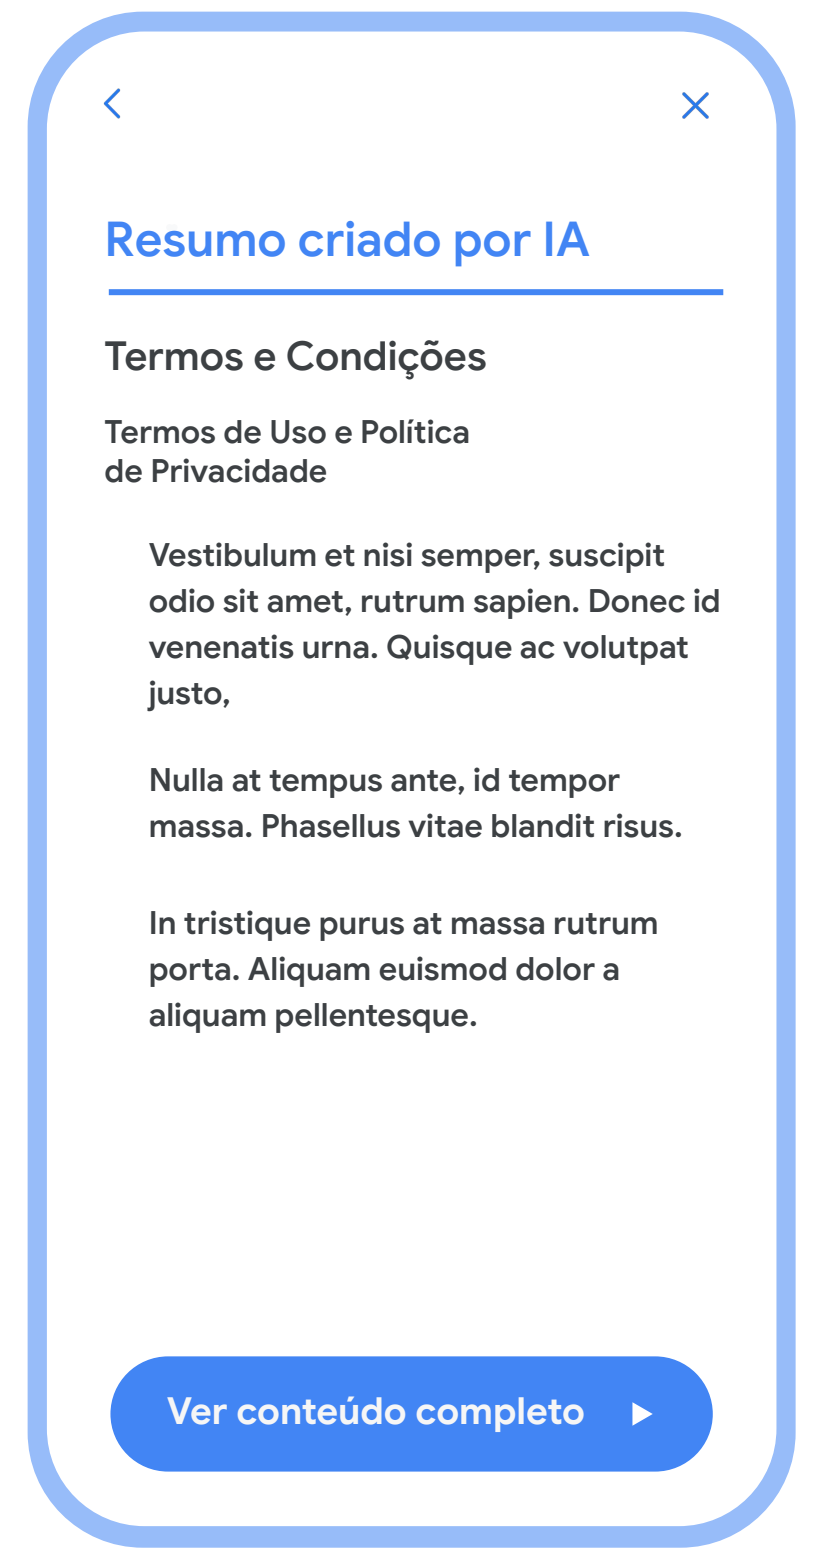 Resumo criado por IA
Termos e Condições
Termos de Uso e Política
de Privacidade
Vestibulum et nisi semper, suscipit
odio sit amet, rutrum sapien. Donec id
venenatis urna. Quisque ac volutpat
justo,
Nulla at tempus ante, id tempor
massa. Phasellus vitae blandit risus.
In tristique purus at massa rutrum
porta. Aliquam euismod dolor a
aliquam pellentesque.
Ver conteúdo completo